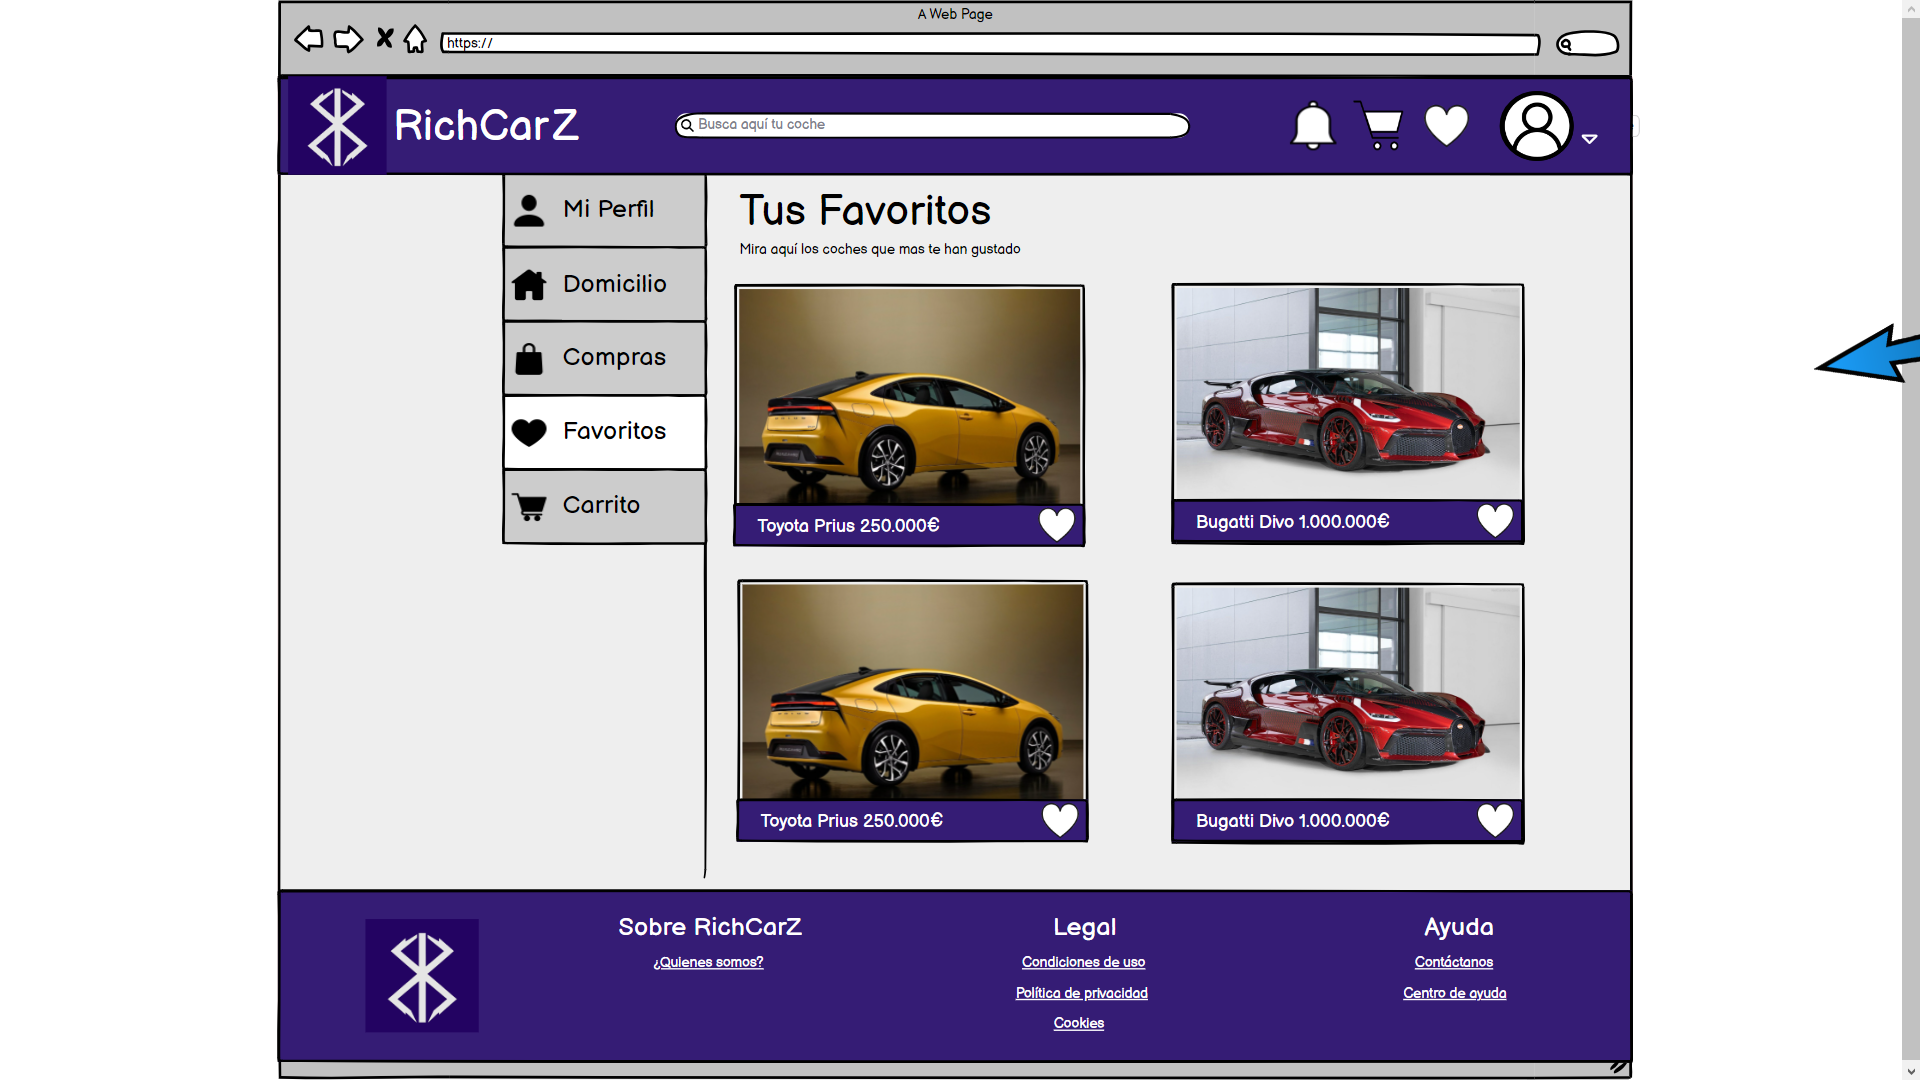 A Web Page
https://
RichCarZ
Busca aquí tu coche
Mi Perfil
Domicilio
Compras
Favoritos
Carrito
Tus Favoritos
Mira aquí los coches que mas te han gustado
Toyota Prius 250.000€
Bugatti Divo 1.000.000€
Toyota Prius 250.000€
Bugatti Divo 1.000.000€
Sobre RichCarZ
¿Quienes somos?
Legal
Condiciones de uso
Política de privacidad
Cookies
Ayuda
Contáctanos
Centro de ayuda